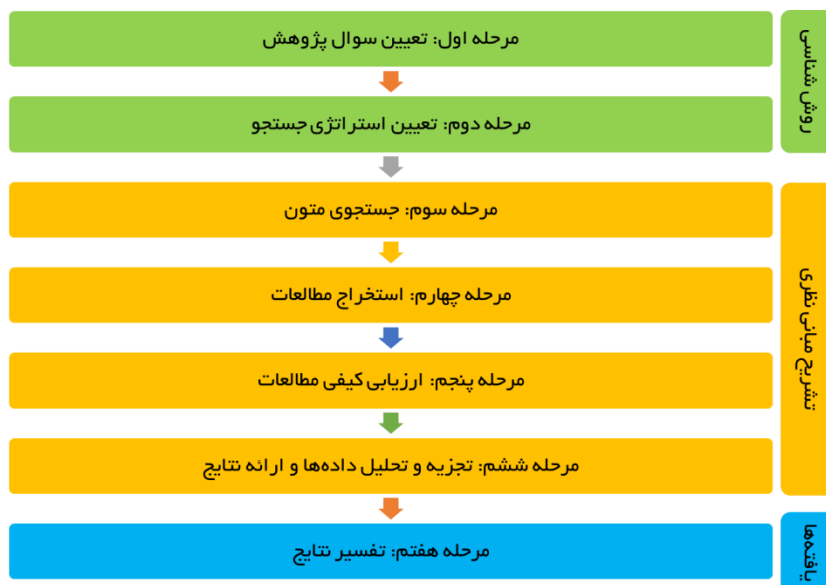 روش شناسی
مرحله اول: تعیین سوال پژوهش
مرحله دوم: تعیین استراتژی جستجو
تشریح مبانی نظری
مرحله سوم: جستجوی متون
مرحله چهارم: استخراج مطالعات
مرحله پنجم: ارزیابی کیفی مطالعات
مرحله ششم: تجزیه و تحلیل داده‌ها و ارائه نتایج
یافته‌ها
مرحله هفتم: تفسیر نتایج